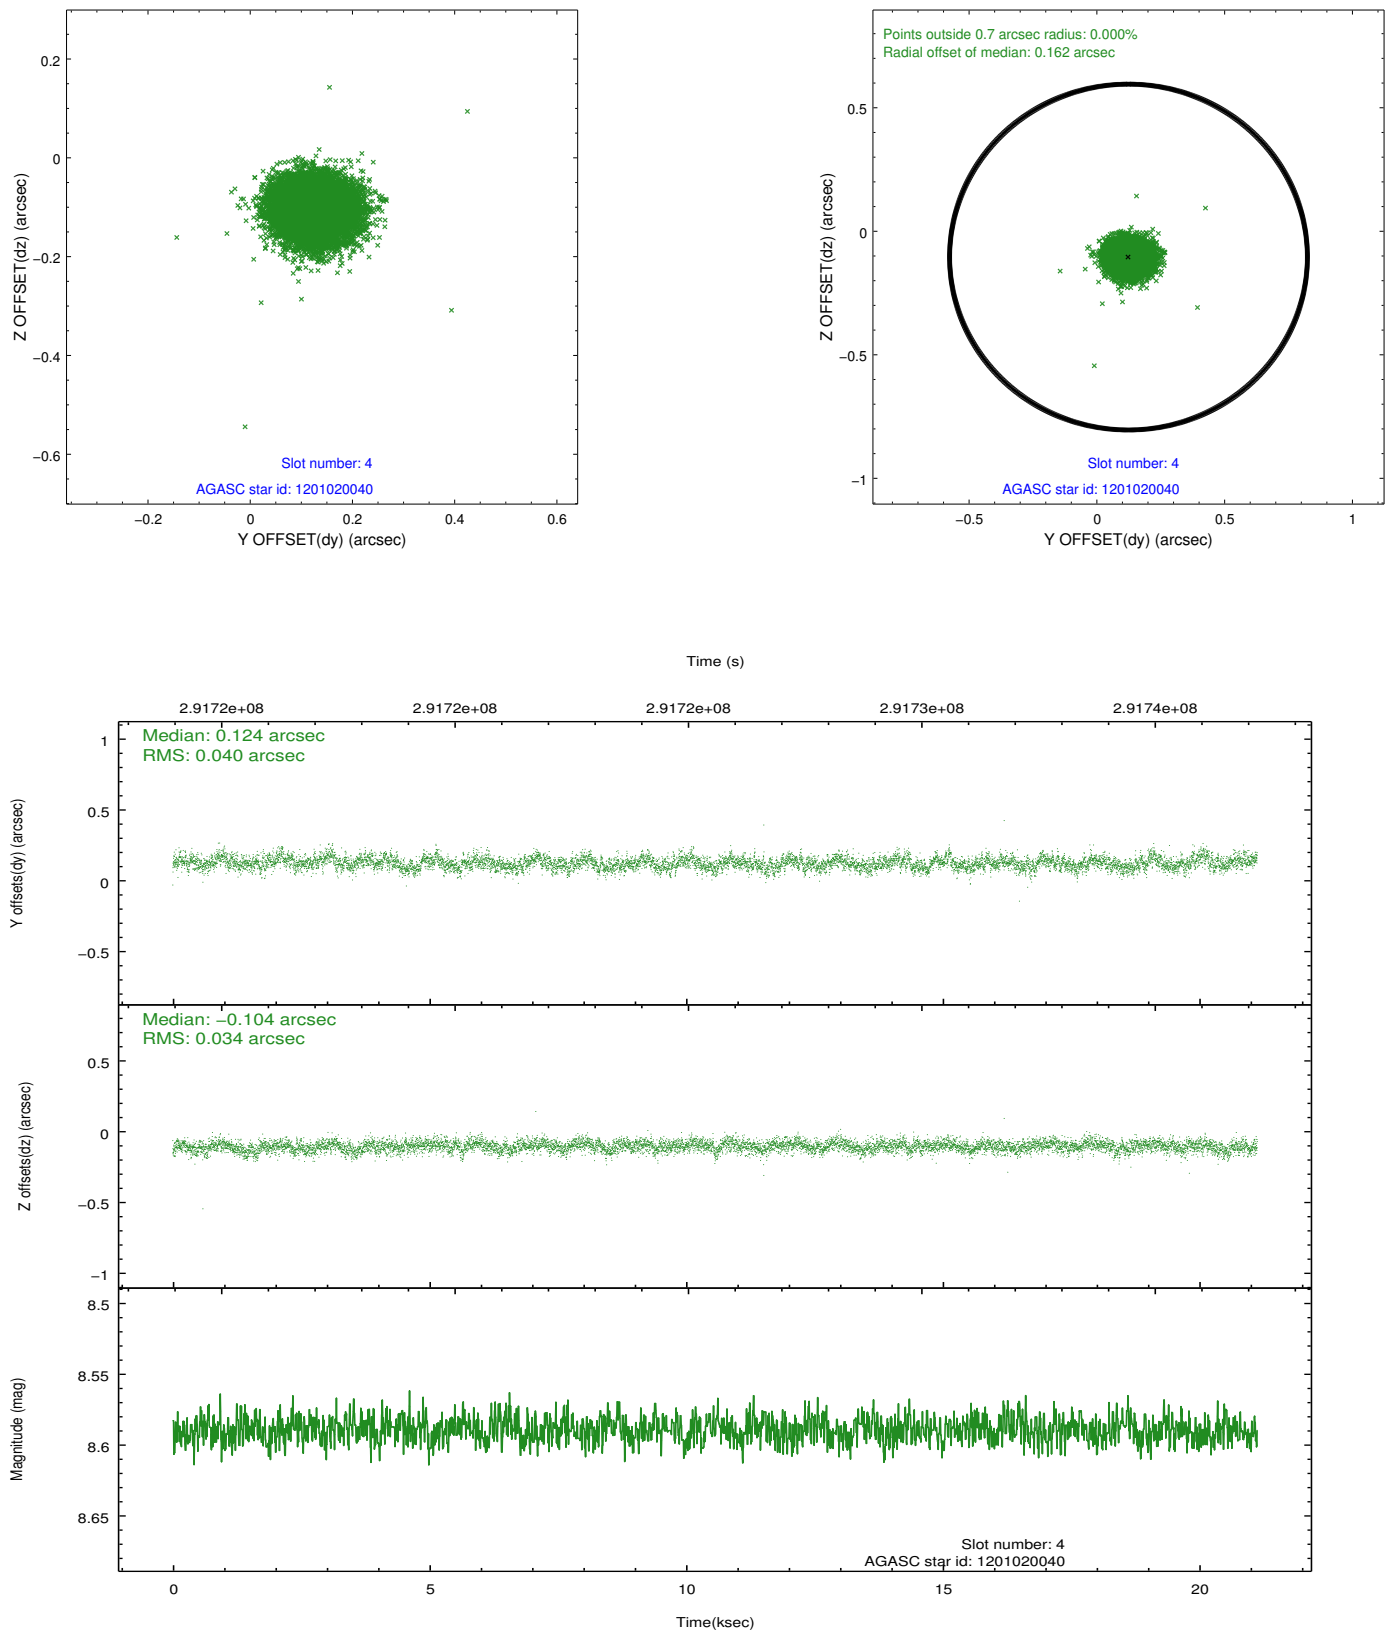 0.2
0
−0.2
−0.4
−0.6
Z OFFSET(dz) (arcsec)
Slot number: 4
AGASC star id: 1201020040
−0.2
0
0.2
0.4
0.6
Y OFFSET(dy) (arcsec)
Points outside 0.7 arcsec radius: 0.000%
Radial offset of median: 0.162 arcsec
0.5
0
−0.5
−1
Z OFFSET(dz) (arcsec)
Slot number: 4
AGASC star id: 1201020040
−0.5
0
0.5
1
Y OFFSET(dy) (arcsec)
Time (s)
2.9172e+08
2.9172e+08
2.9172e+08
2.9173e+08
2.9174e+08
Median: 0.124 arcsec
RMS: 0.040 arcsec
1
0.5
0
−0.5
Y offsets(dy) (arcsec)
Median: −0.104 arcsec
RMS: 0.034 arcsec
0.5
0
−0.5
−1
Z offsets(dz) (arcsec)
8.5
8.55
8.6
8.65
Magnitude (mag)
Slot number: 4
AGASC star id: 1201020040
0
5
10
15
20
Time(ksec)